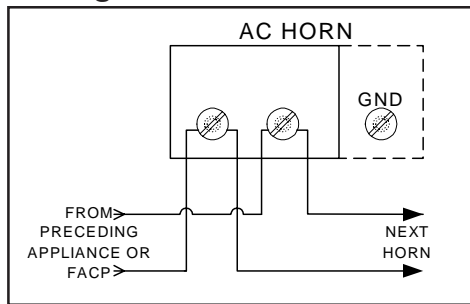 AC HORN
GND
FROM
PRECEDING
APPLIANCE OR
FACP
NEXT
HORN